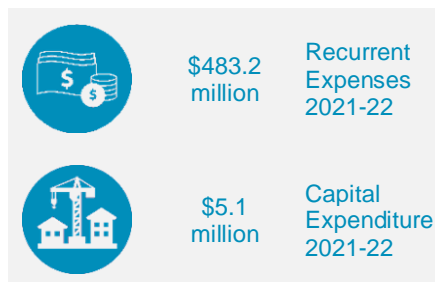 $
$
$483.2
million
Recurrent
Expenses
2021-22
$5.1
million
Capital
Expenditure
2021-22